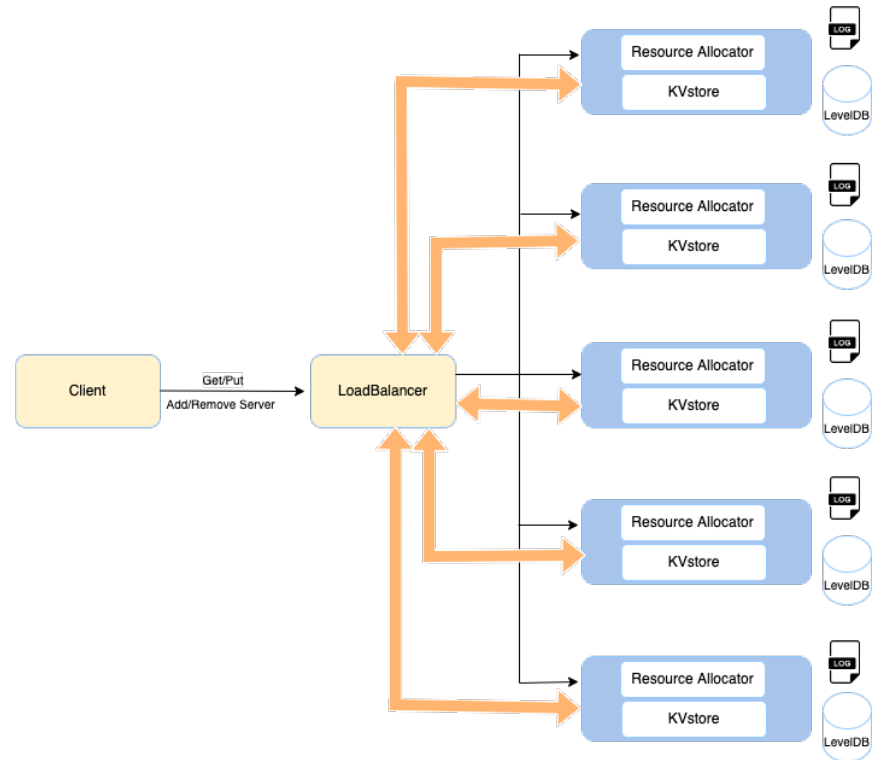 LOG
Resource Allocator
KVstore
LevelDB
LOG
Resource Allocator
KVstore
LevelDB
Client
Get/Put
Add/Remove Server
LoadBalancer
LOG
Resource Allocator
KVstore
LevelDB
LOG
Resource Allocator
KVstore
LevelDB
LOG
Resource Allocator
KVstore
LevelDB